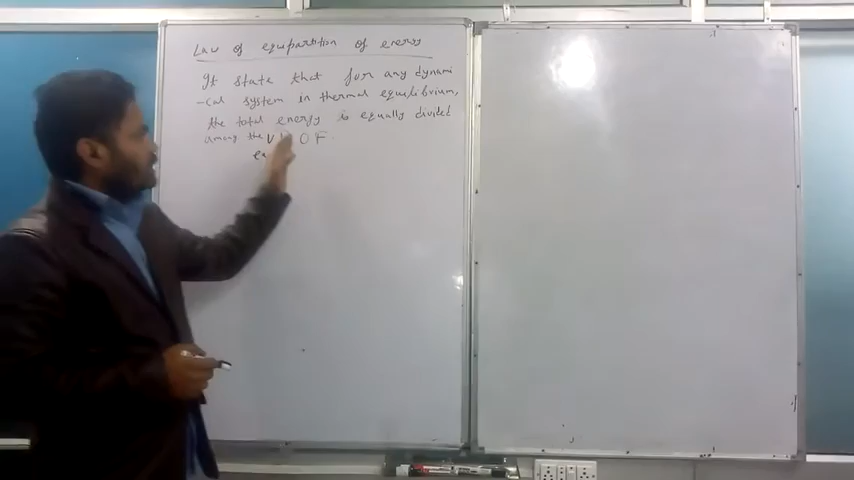 Law of equipartition of energy
It state that for any dynami
-cal system in thermal equilibrium,
the total energy is equally divided
among the OF.